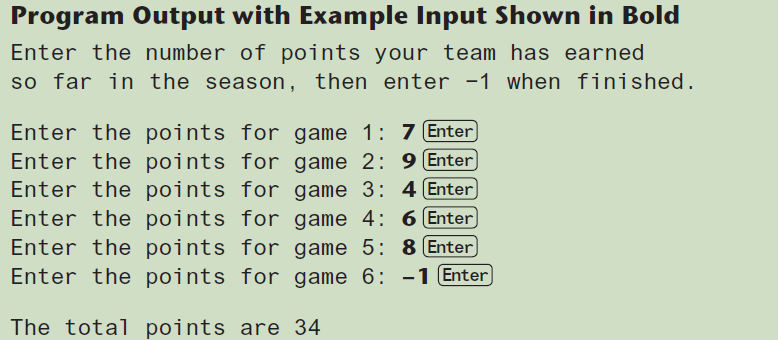 Program Output with Example Input Shown in Bold
Enter the number of points your team has earned
so far in the season, then enter −1 when finished.
Enter the points for game 1: 7 Enter
Enter the points for game 2: 9 Enter
Enter the points for game 3: 4 Enter
Enter the points for game 4: 6 Enter
Enter the points for game 5: 8 Enter
Enter the points for game 6: −1 Enter
The total points are 34